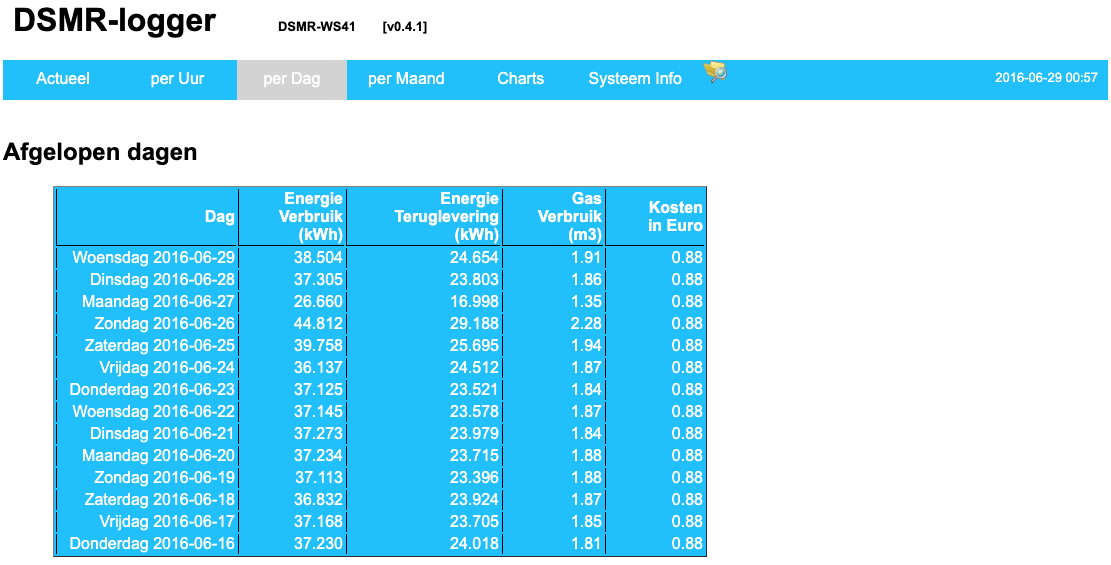 DSMR-logger DSMR-WS41 [v0.4.1]
Actueel per Uur per Dag per Maand Charts Systeem Info 2016-06-29 00:57
Afgelopen dagen
Dag Energie Verbruik (kWh) Energie Teruglevering (kWh) Gas Verbruik (m3) Kosten in Euro
Woensdag 2016-06-29 38.504 24.654 1.91 0.88
Dinsdag 2016-06-28 37.305 23.803 1.86 0.88
Maandag 2016-06-27 26.660 16.998 1.35 0.88
Zondag 2016-06-26 44.812 29.188 2.28 0.88
Zaterdag 2016-06-25 39.758 25.695 1.94 0.88
Vrijdag 2016-06-24 36.137 24.512 1.87 0.88
Donderdag 2016-06-23 37.125 23.521 1.84 0.88
Woensdag 2016-06-22 37.145 23.578 1.87 0.88
Dinsdag 2016-06-21 37.273 23.979 1.84 0.88
Maandag 2016-06-20 37.234 23.715 1.88 0.88
Zondag 2016-06-19 37.113 23.396 1.88 0.88
Zaterdag 2016-06-18 36.832 23.924 1.87 0.88
Vrijdag 2016-06-17 37.168 23.705 1.85 0.88
Donderdag 2016-06-16 37.230 24.018 1.81 0.88